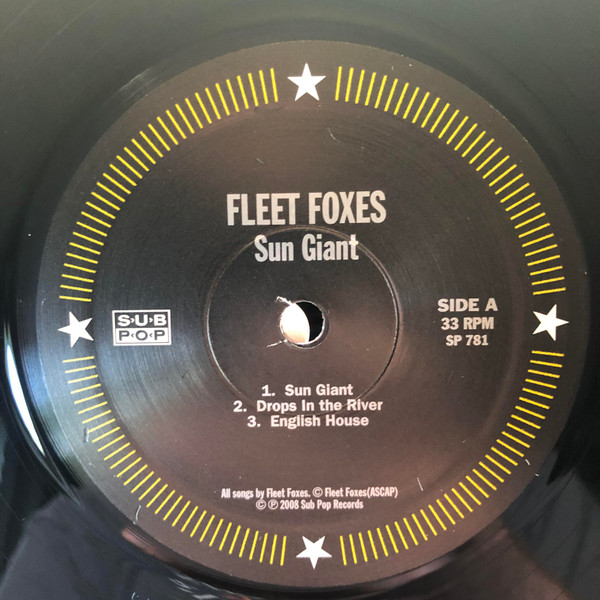 FLEET FOXES
Sun Giant
SUB
POP
SIDE A
33 RPM
SP 781
1. Sun Giant
2. Drops In the River
3. English House
All songs by Fleet Foxes. © Fleet Foxes(ASCAP)
© ℗ 2008 Sub Pop Records